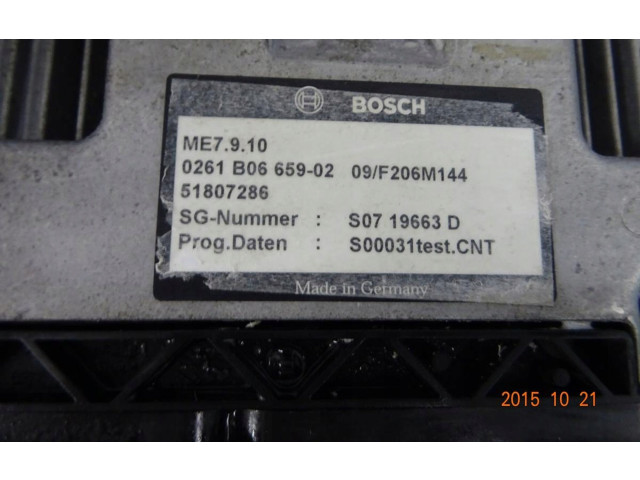 BOSCH
ME7.9.10
0261 B06 659-02 09/F206M144
51807286
SG-Nummer : S07 19663 D
Prog.Daten : S00031test.CNT
Made in Germany
2015 10 21